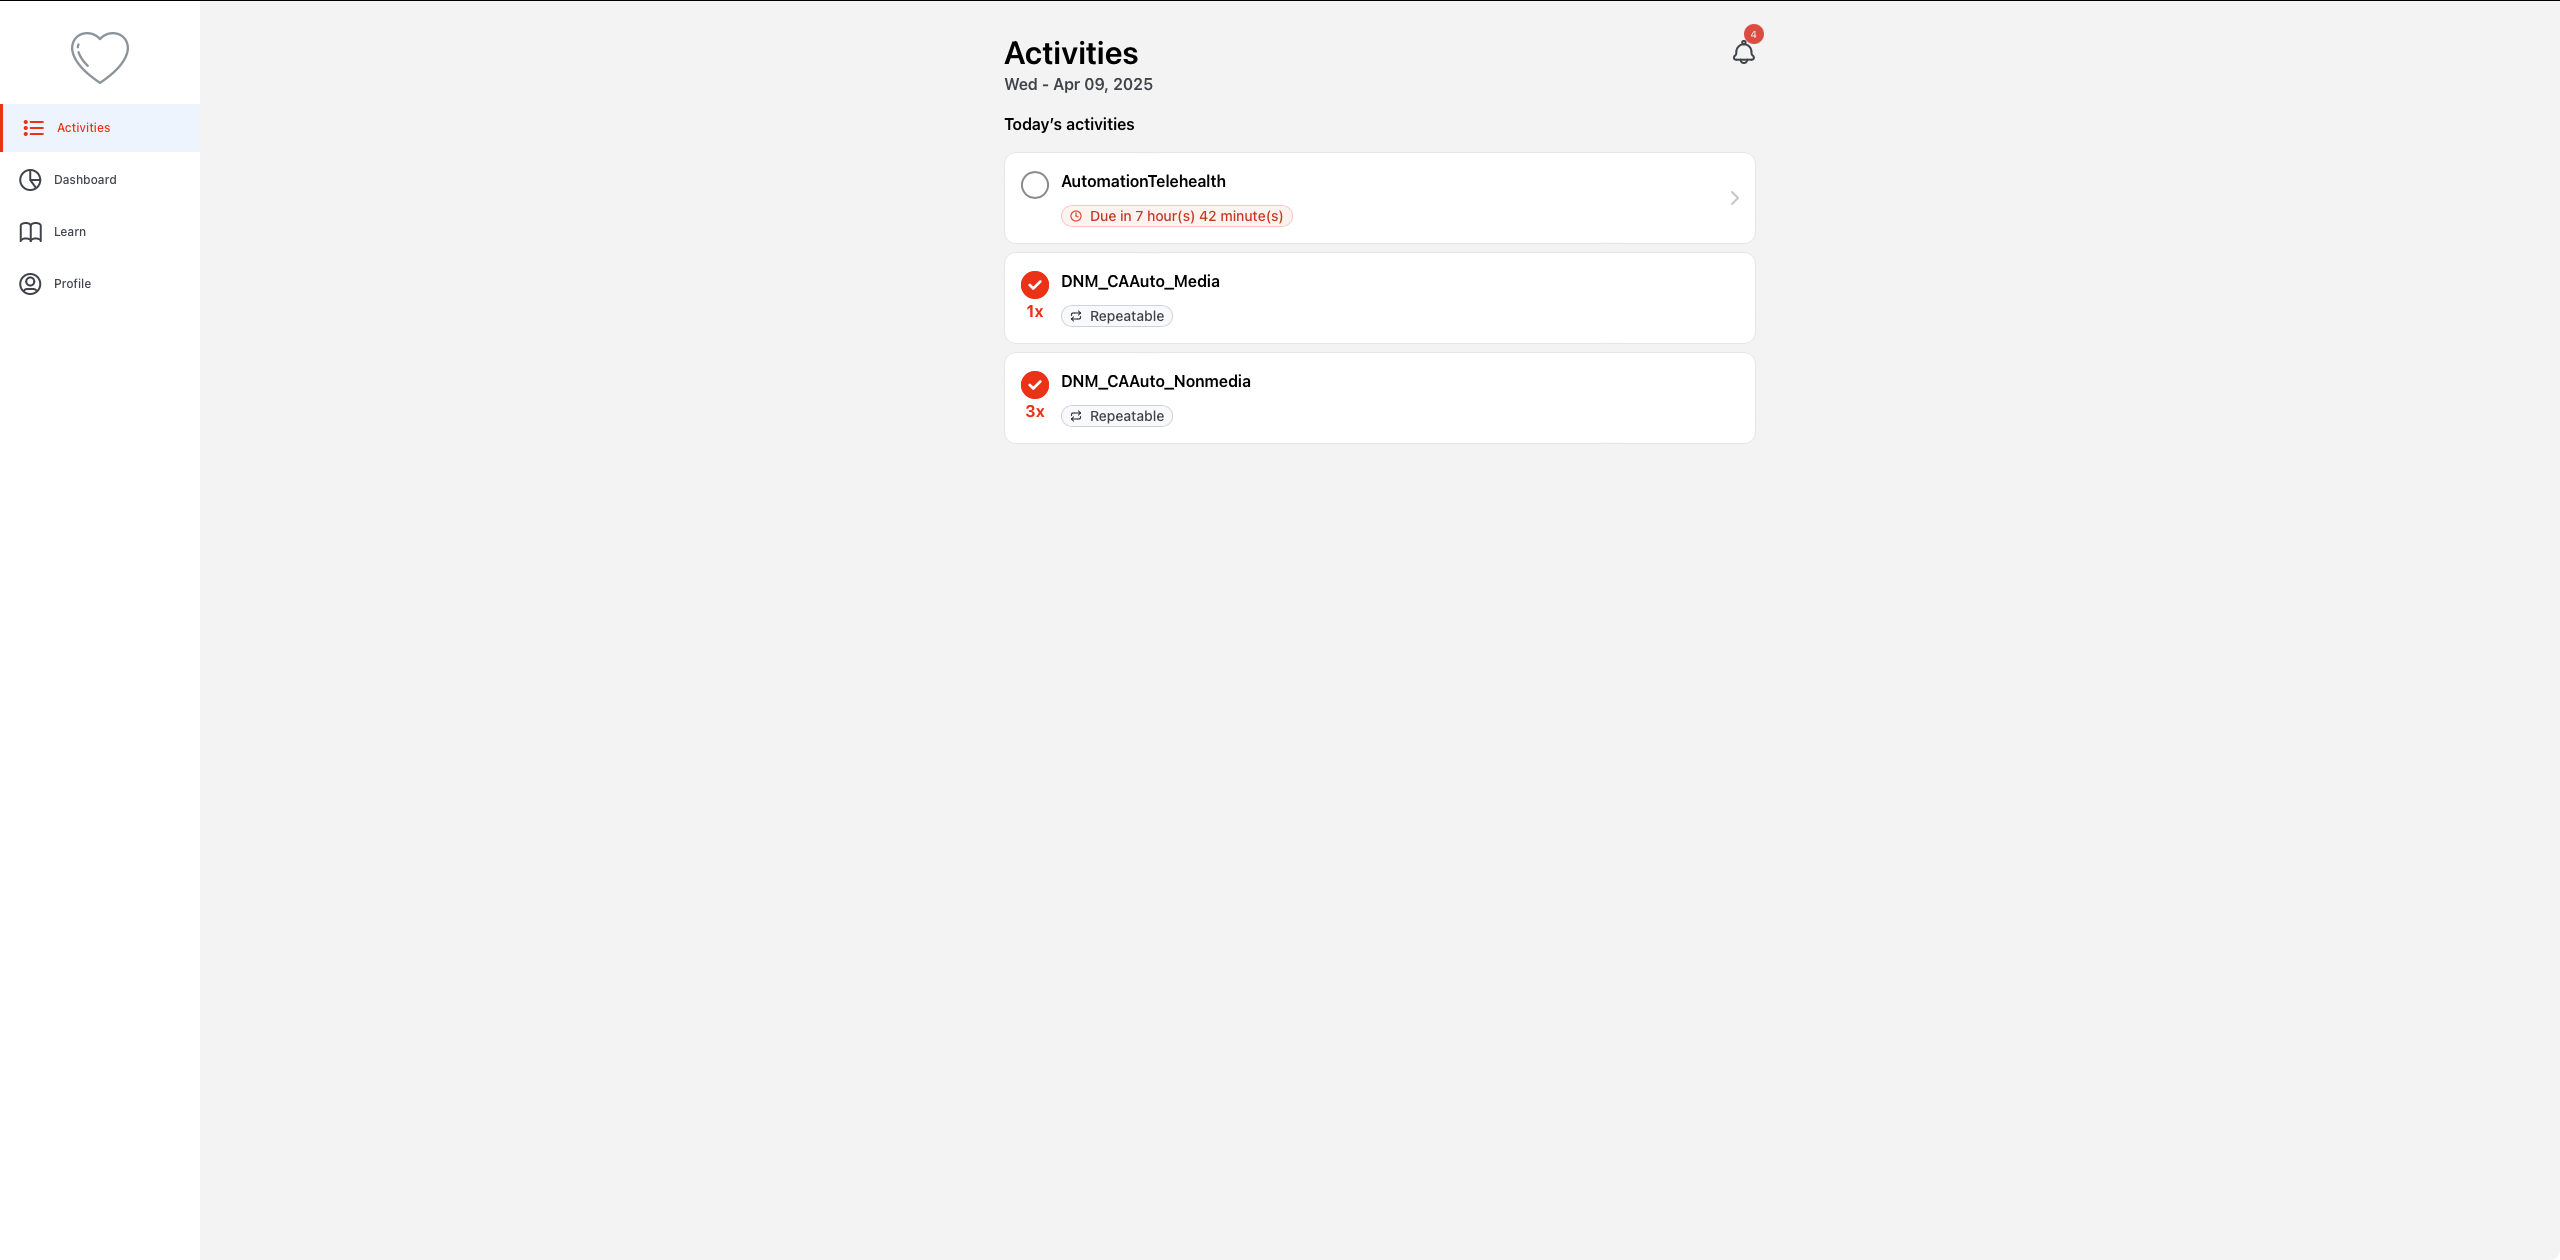 Activities
Dashboard
Learn
Profile
Activities
4
Wed - Apr 09, 2025
Today's activities
AutomationTelehealth
Due in 7 hour(s) 42 minute(s)
DNM_CAAuto_Media
1x
Repeatable
DNM_CAAuto_Nonmedia
3x
Repeatable